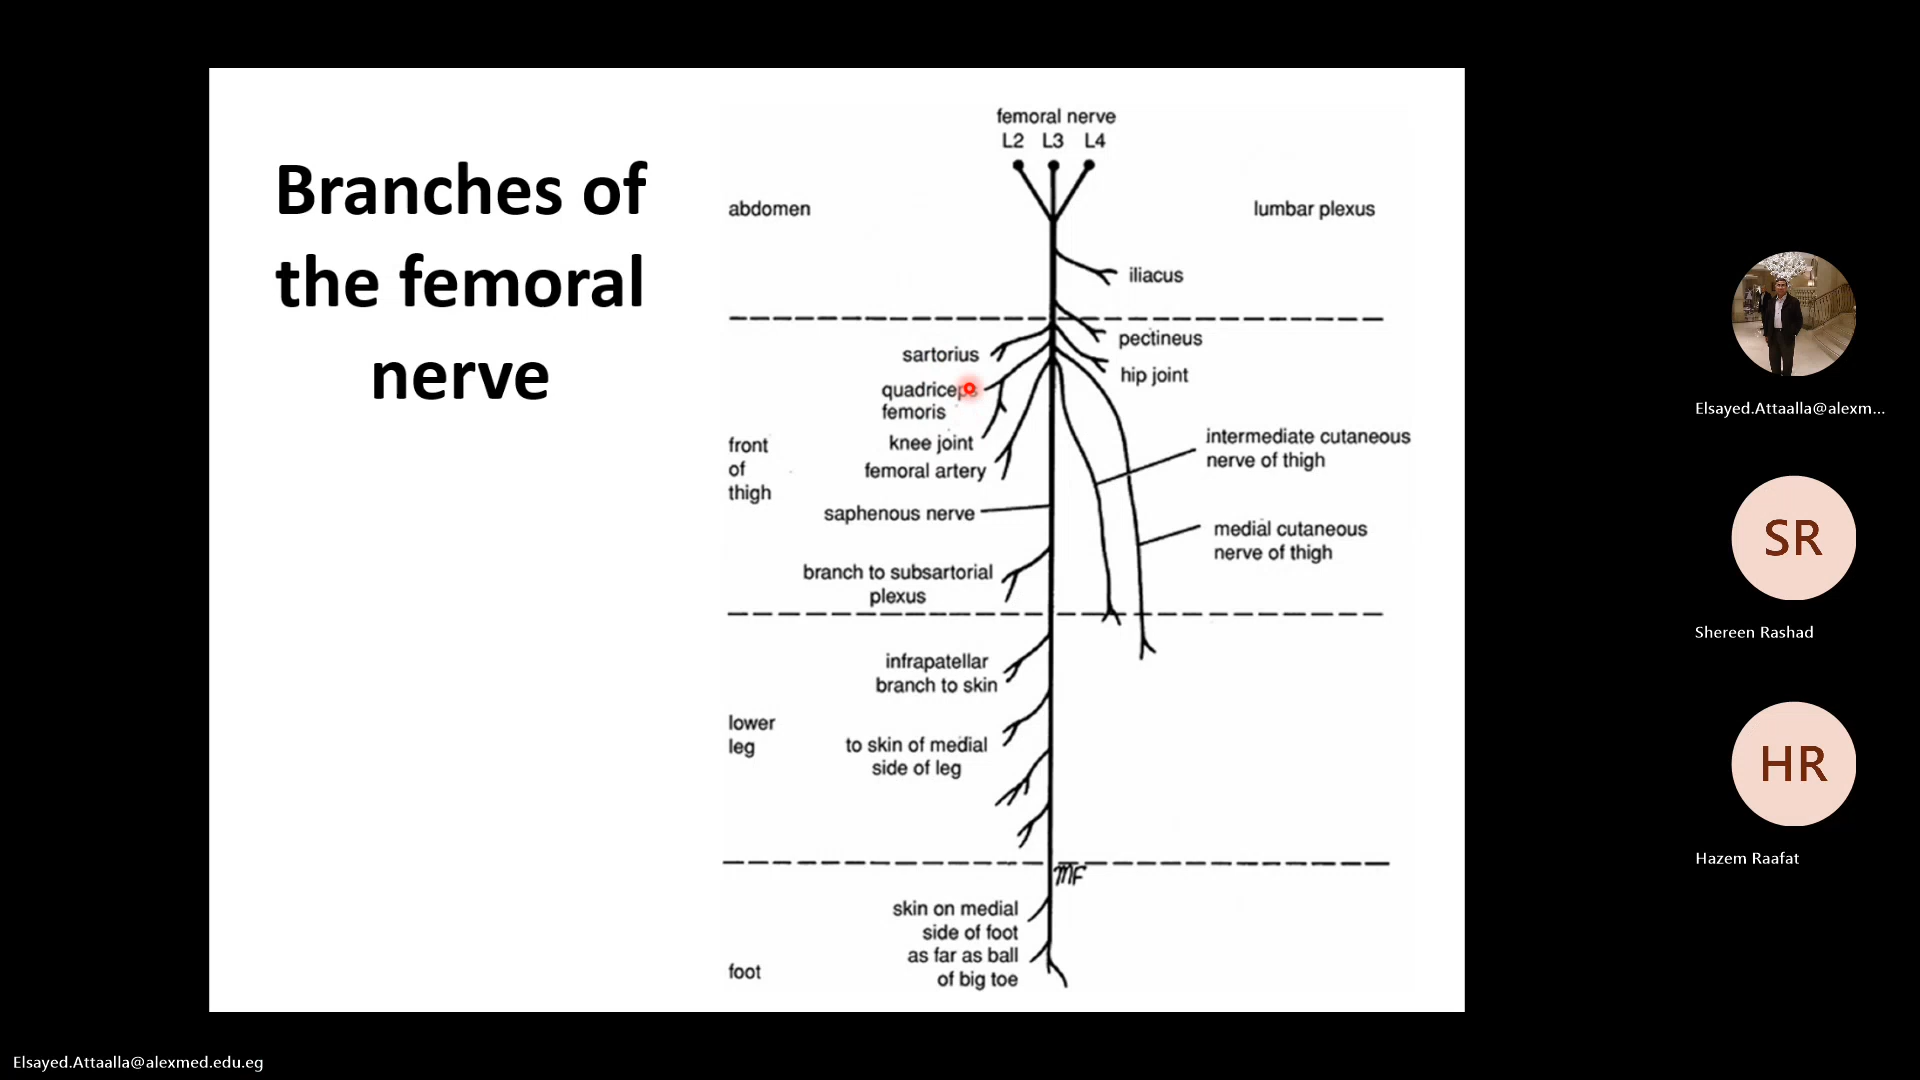 Branches of
the femoral
nerve
femoral nerve
L2 L3 L4
abdomen
lumbar plexus
iliacus
pectineus
sartorius
hip joint
quadriceps
femoris
knee joint
femoral artery
front
of
thigh
intermediate cutaneous
nerve of thigh
saphenous nerve
medial cutaneous
nerve of thigh
branch to subsartorial
plexus
infrapatellar
branch to skin
lower
leg
to skin of medial
side of leg
MF
skin on medial
side of foot
as far as ball
of big toe
foot
Elsayed.Attaalla@alexm...
SR
Shereen Rashad
HR
Hazem Raafat
Elsayed.Attaalla@alexmed.edu.eg